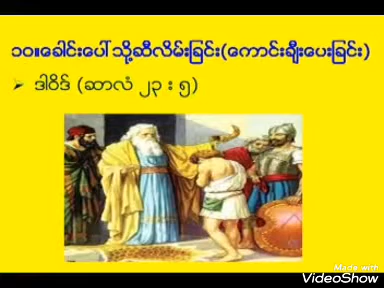 ၁၀။ခေါင်းပေါ်သို့ဆီလိမ်းခြင်း(ကောင်းချီးပေးခြင်း)
➢ ဒါဝိဒ် (ဆာလံ ၂၃ : ၅)
Made with
VideoShow